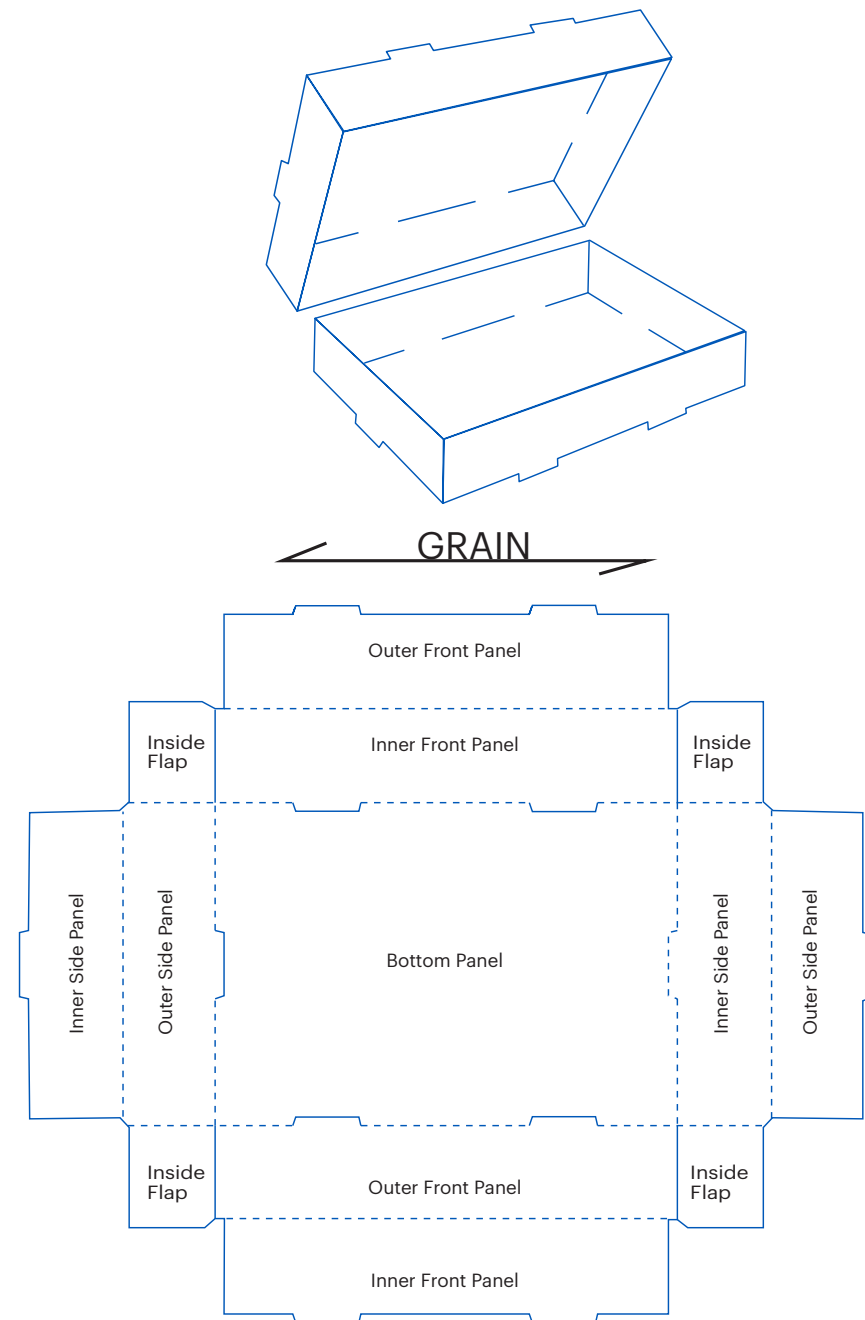 GRAIN
Outer Front Panel
Inside
Flap
Inner Front Panel
Inside
Flap
Inner Side Panel
Outer Side Panel
Bottom Panel
Inner Side Panel
Outer Side Panel
Inside
Flap
Outer Front Panel
Inside
Flap
Inner Front Panel